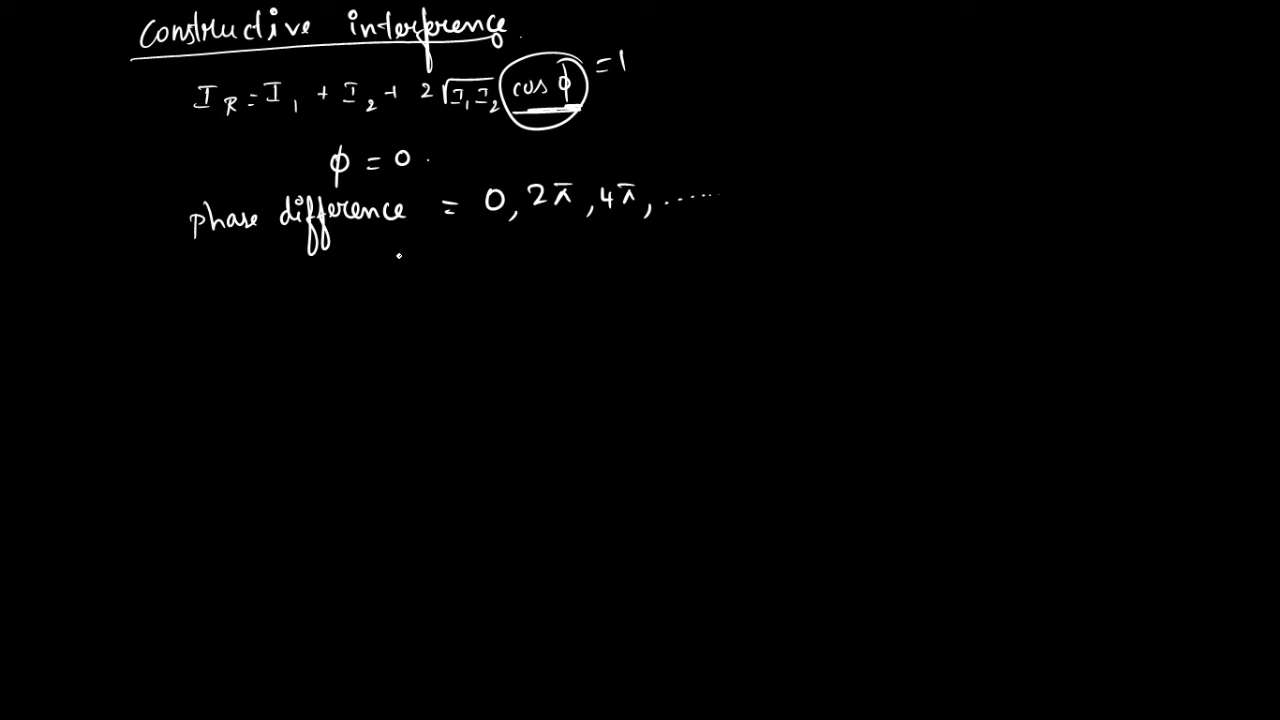 Constructive interference
I_R = I_1 + I_2 + 2√(I_1 I_2) cos ϕ = 1
ϕ = 0
phase difference = 0, 2π, 4π, ......